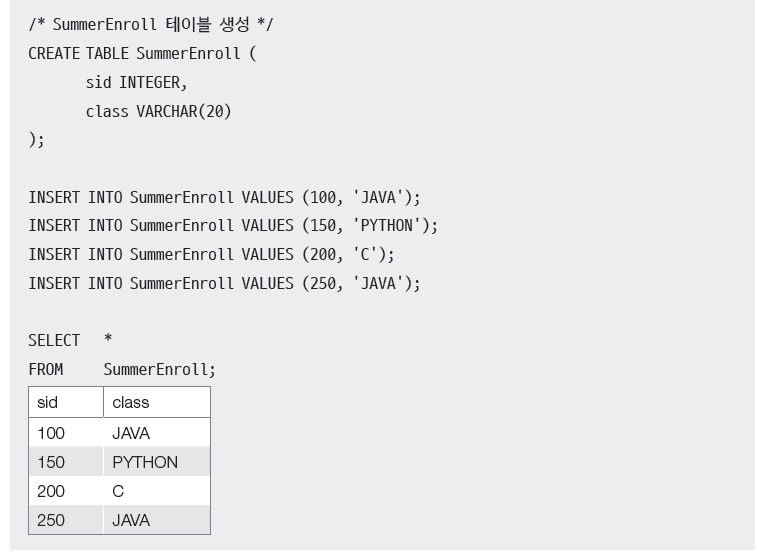 /* SummerEnroll 테이블 생성 */
CREATE TABLE SummerEnroll (
sid INTEGER,
class VARCHAR(20)
);
INSERT INTO SummerEnroll VALUES (100, 'JAVA');
INSERT INTO SummerEnroll VALUES (150, 'PYTHON');
INSERT INTO SummerEnroll VALUES (200, 'C');
INSERT INTO SummerEnroll VALUES (250, 'JAVA');
SELECT *
FROM SummerEnroll;
sid class
100 JAVA
150 PYTHON
200 C
250 JAVA